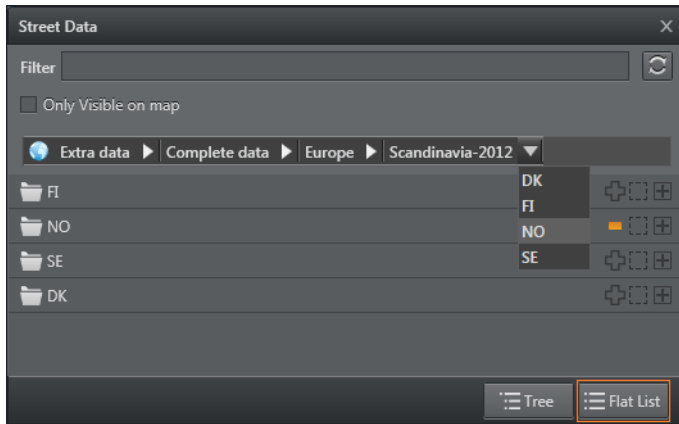 Street Data
Filter
Only Visible on map
Extra data Complete data Europe Scandinavia-2012
DK
FI
NO
SE
FI
NO
SE
DK
Tree Flat List